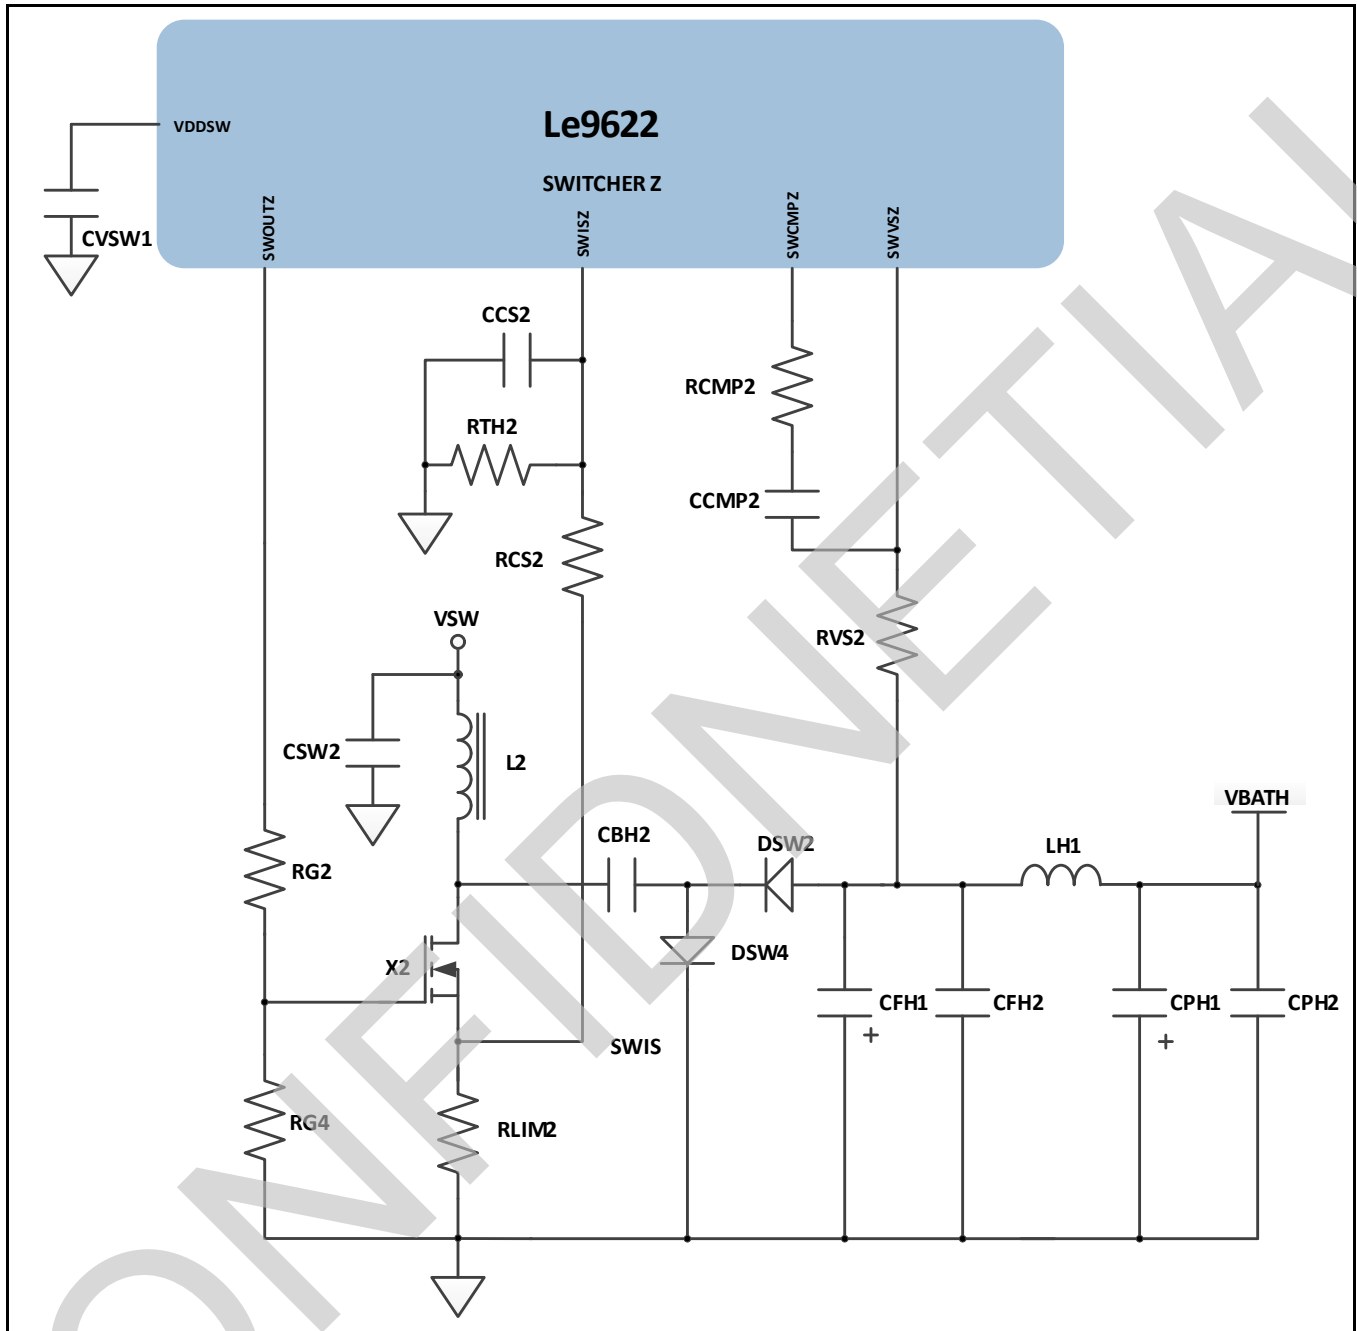 Le9622
VDDSW
SWITCHER Z
SWOUTZ
SWISZ
SWCMPZ
SWVSZ
CVSW1
CCS2
RCMP2
RTH2
CCMP2
RCS2
VSW
RVS2
CSW2
L2
VBATH
CBH2
DSW2
LH1
RG2
X2
DSW4
CFH1
CFH2
CPH1
CPH2
+
+
SWIS
RG4
RLIM2
ONFIDNETIAL